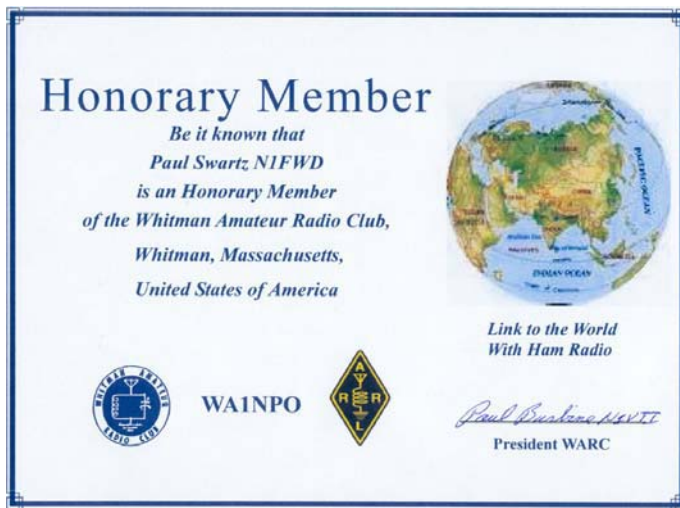 Honorary Member
Be it known that
Paul Swartz N1FWD
is an Honorary Member
of the Whitman Amateur Radio Club,
Whitman, Massachusetts,
United States of America
PACIFIC OCEAN
INDIAN OCEAN
Link to the World
With Ham Radio
WHITMAN AMATEUR
RADIO CLUB
WA1NPO
A
R R
L
Paul
President WARC